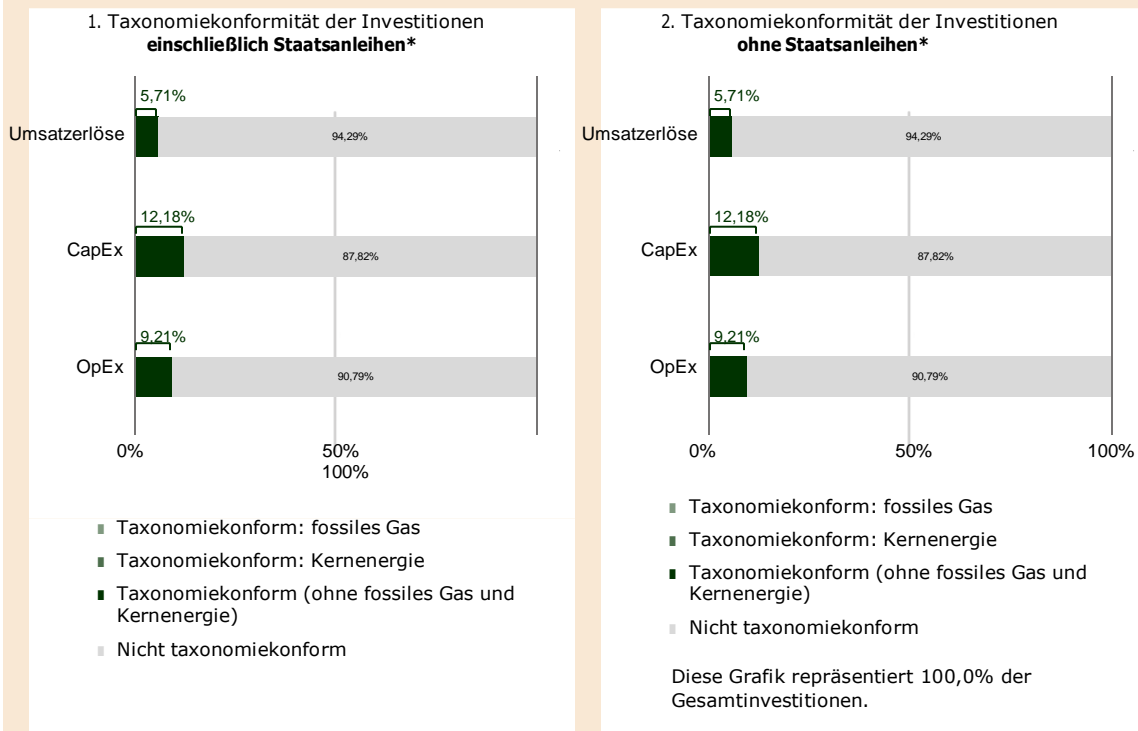 1. Taxonomiekonformität der Investitionen
einschließlich Staatsanleihen*
5,71%
Umsatzerlöse
94,29%
12,18%
CapEx
87,82%
9,21%
OpEx
90,79%
0%
50%
100%
Taxonomiekonform: fossiles Gas
Taxonomiekonform: Kernenergie
Taxonomiekonform (ohne fossiles Gas und
Kernenergie)
Nicht taxonomiekonform
2. Taxonomiekonformität der Investitionen
ohne Staatsanleihen*
5,71%
Umsatzerlöse
94,29%
12,18%
CapEx
87,82%
9,21%
OpEx
90,79%
0%
50%
100%
Taxonomiekonform: fossiles Gas
Taxonomiekonform: Kernenergie
Taxonomiekonform (ohne fossiles Gas und
Kernenergie)
Nicht taxonomiekonform
Diese Grafik repräsentiert 100,0% der
Gesamtinvestitionen.